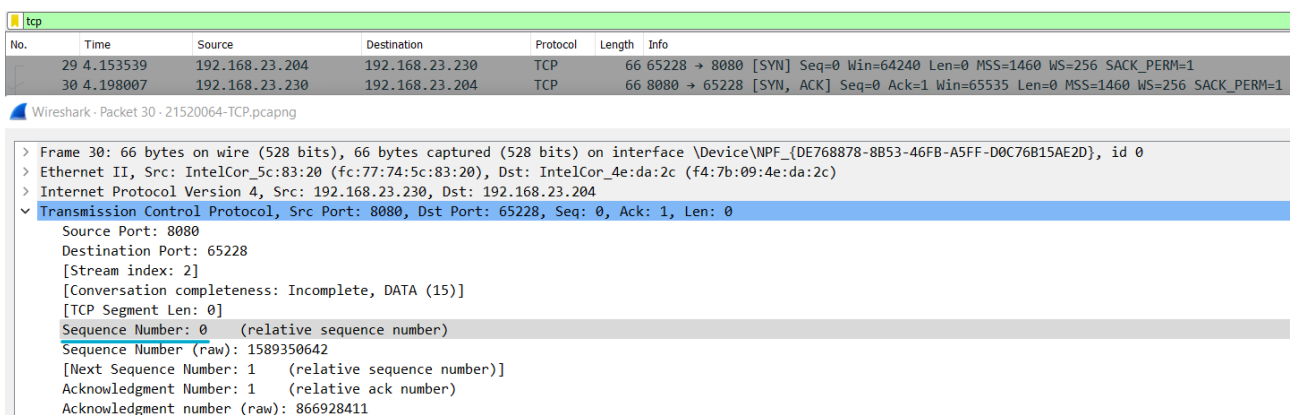 tcp
No. Time Source Destination Protocol Length Info
29 4.153539 192.168.23.204 192.168.23.230 TCP 66 65228 → 8080 [SYN] Seq=0 Win=64240 Len=0 MSS=1460 WS=256 SACK_PERM=1
30 4.198007 192.168.23.230 192.168.23.204 TCP 66 8080 → 65228 [SYN, ACK] Seq=0 Ack=1 Win=65535 Len=0 MSS=1460 WS=256 SACK_PERM=1
Wireshark · Packet 30 · 21520064-TCP.pcapng
> Frame 30: 66 bytes on wire (528 bits), 66 bytes captured (528 bits) on interface \Device\NPF_{DE768878-8B53-46FB-A5FF-D0C76B15AE2D}, id 0
> Ethernet II, Src: IntelCor_5c:83:20 (fc:77:74:5c:83:20), Dst: IntelCor_4e:da:2c (f4:7b:09:4e:da:2c)
> Internet Protocol Version 4, Src: 192.168.23.230, Dst: 192.168.23.204
Transmission Control Protocol, Src Port: 8080, Dst Port: 65228, Seq: 0, Ack: 1, Len: 0
Source Port: 8080
Destination Port: 65228
[Stream index: 2]
[Conversation completeness: Incomplete, DATA (15)]
[TCP Segment Len: 0]
Sequence Number: 0 (relative sequence number)
Sequence Number (raw): 1589350642
[Next Sequence Number: 1 (relative sequence number)]
Acknowledgment Number: 1 (relative ack number)
Acknowledgment number (raw): 866928411